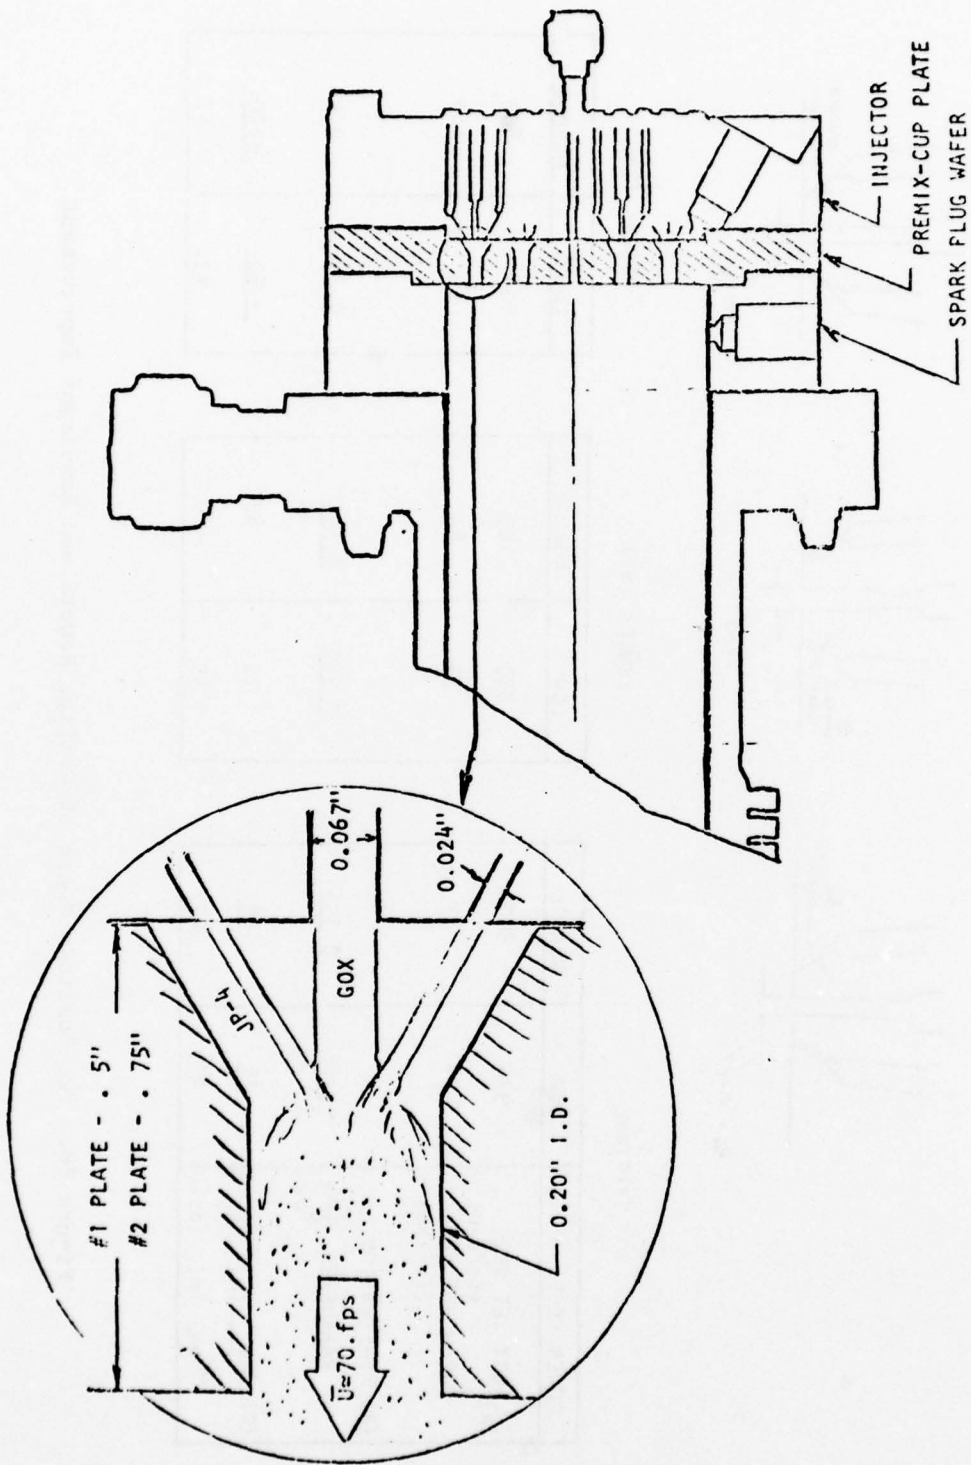 #1 PLATE - .5"
#2 PLATE - .75"
JP-4
GOX
0.067"
0.024"
U≃70.fps
0.20" I.D.
INJECTOR
PREMIX-CUP PLATE
SPARK PLUG WAFER